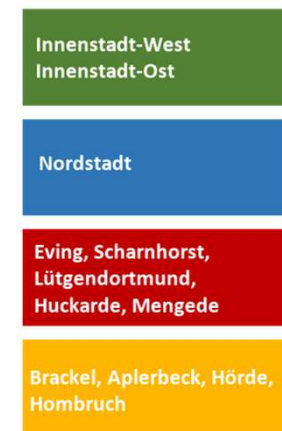 Innenstadt-West
Innenstadt-Ost
Nordstadt
Eving, Scharnhorst,
Lütgendortmund,
Huckarde, Mengede
Brackel, Aplerbeck, Hörde,
Hombruch